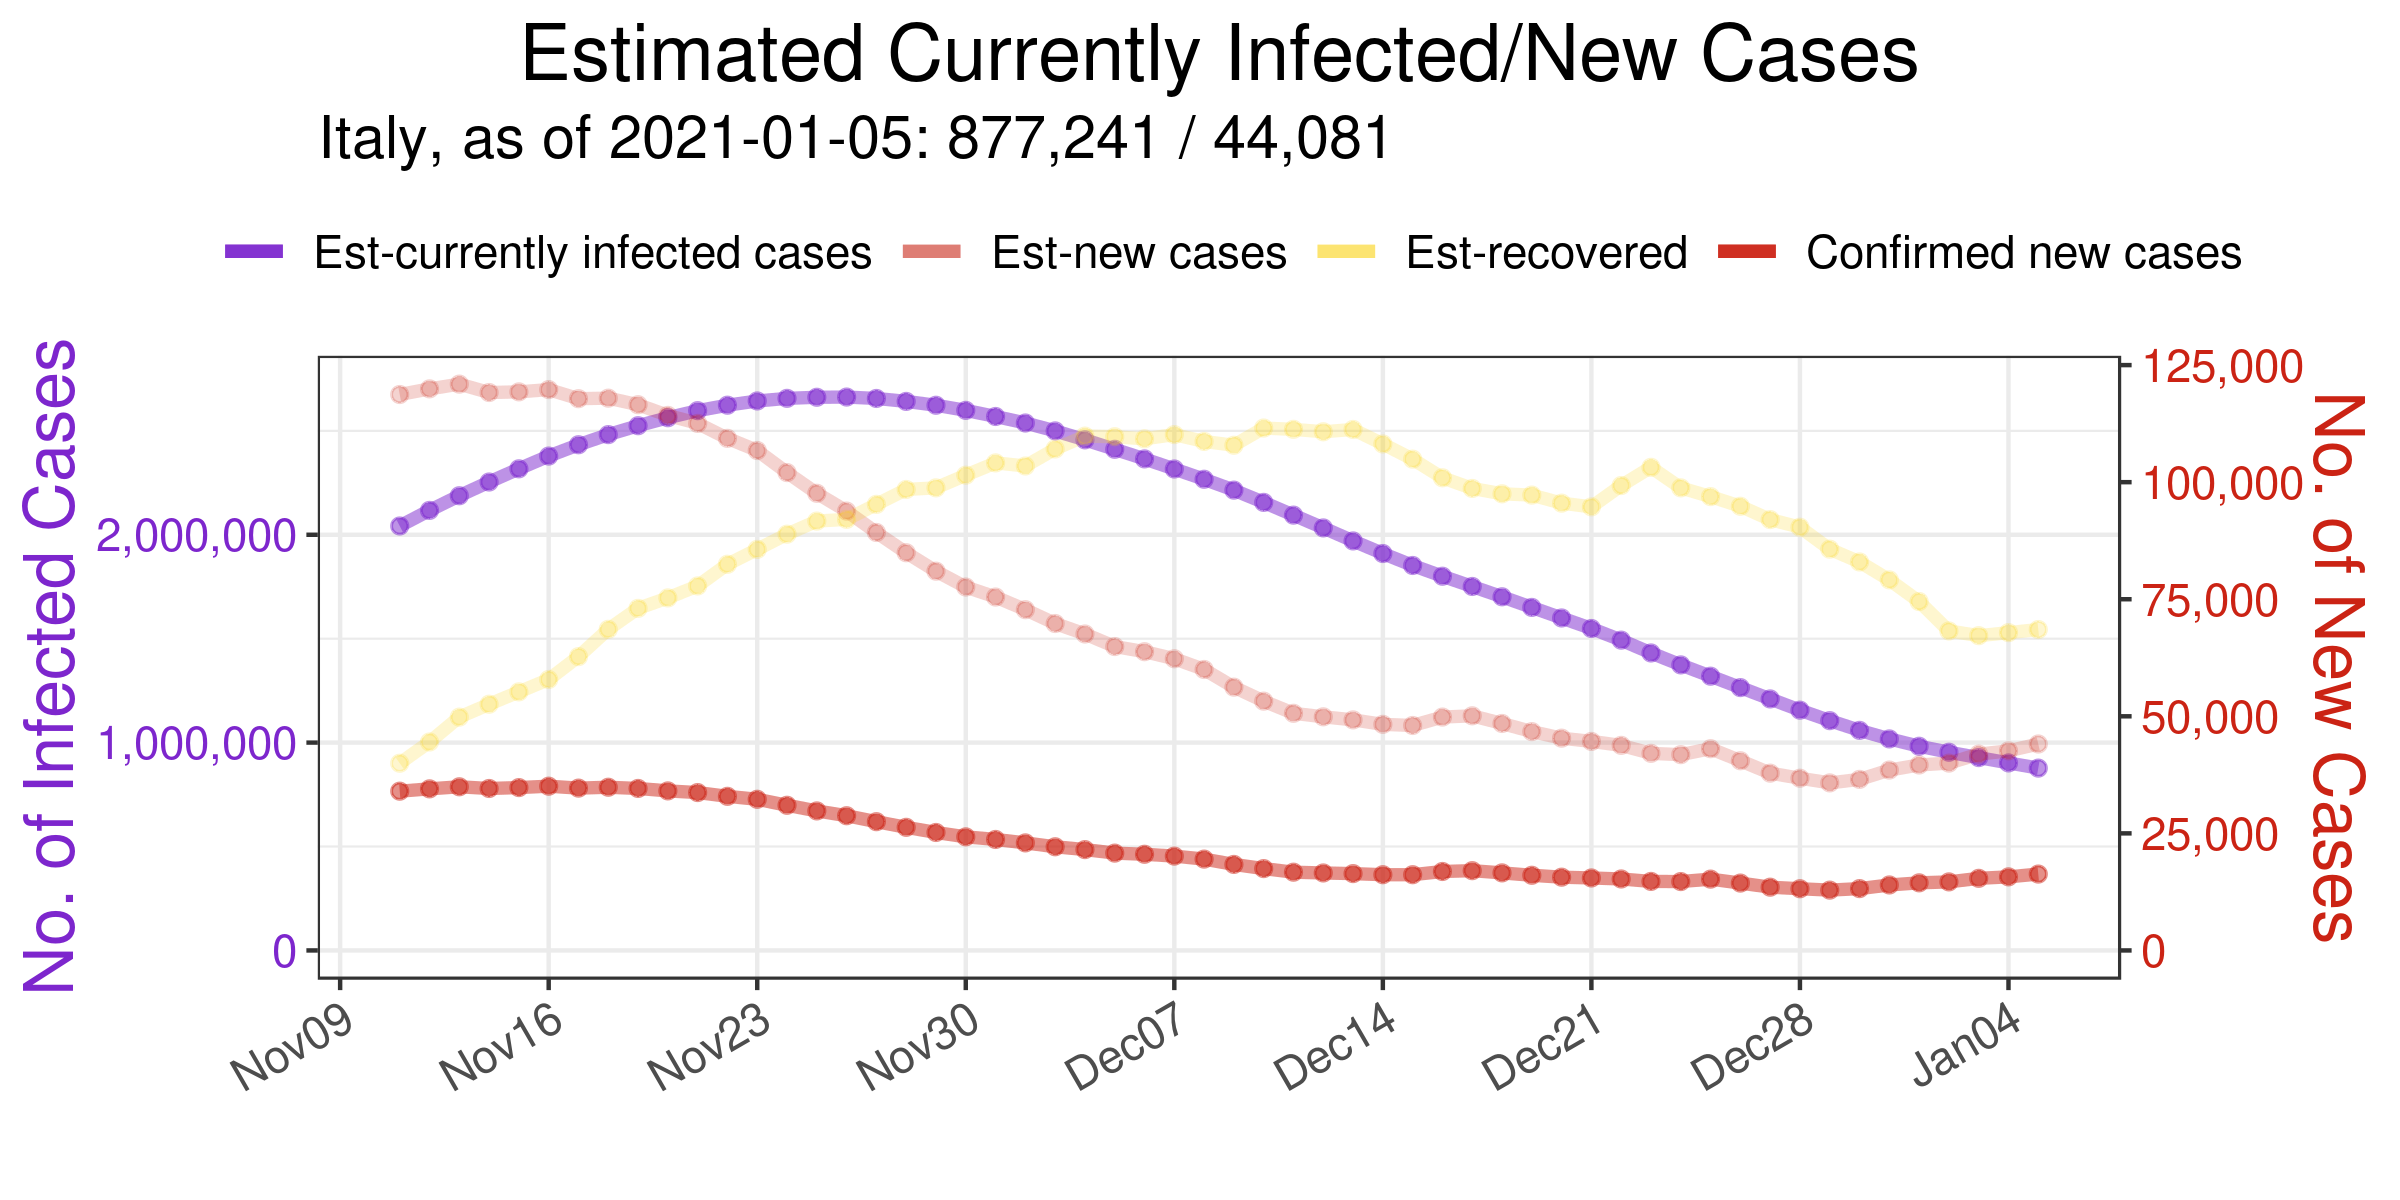 Estimated Currently Infected/New Cases
Italy, as of 2021-01-05: 877,241 / 44,081
Est-currently infected cases Est-new cases Est-recovered Confirmed new cases
No. of Infected Cases
2,000,000
1,000,000
0
125,000
100,000
75,000
50,000
25,000
0
No. of New Cases
Nov09 Nov16 Nov23 Nov30 Dec07 Dec14 Dec21 Dec28 Jan04